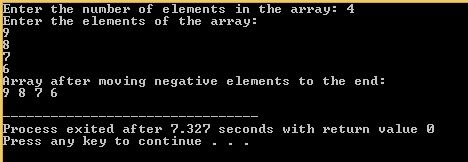 Enter the number of elements in the array: 4
Enter the elements of the array:
9
8
7
6
Array after moving negative elements to the end:
9 8 7 6
--------------------------------
Process exited after 7.327 seconds with return value 0
Press any key to continue . . .